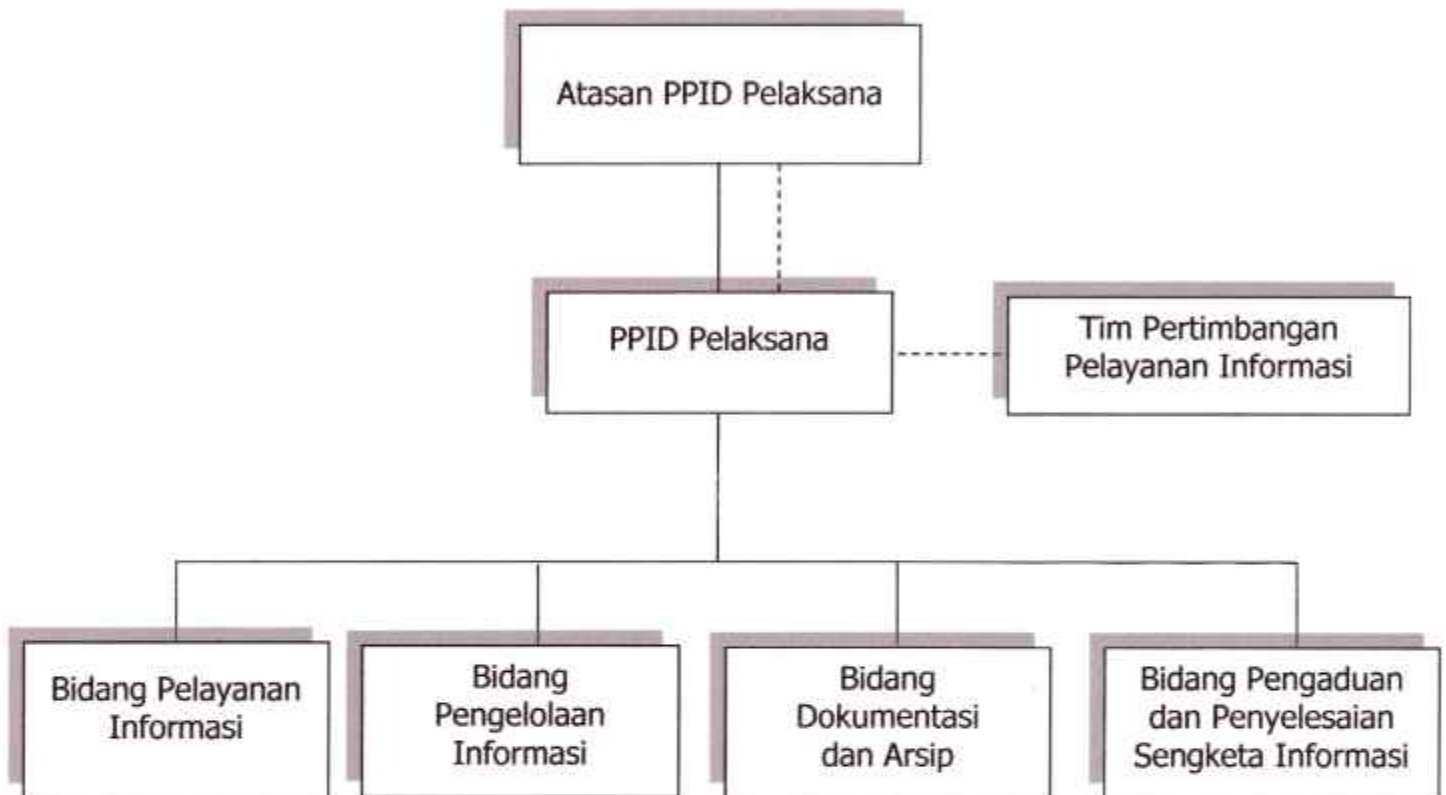 Atasan PPID Pelaksana
PPID Pelaksana
Tim Pertimbangan
Pelayanan Informasi
Bidang Pelayanan
Informasi
Bidang
Pengelolaan
Informasi
Bidang
Dokumentasi
dan Arsip
Bidang Pengaduan
dan Penyelesaian
Sengketa Informasi